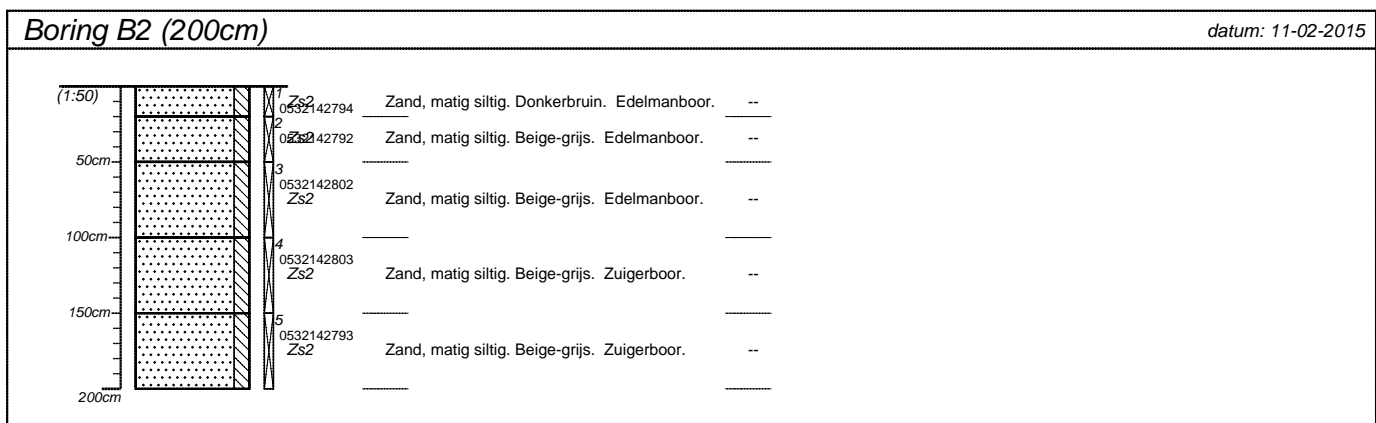 Boring B2 (200cm) datum: 11-02-2015
(1:50)
1
Zs2 Zand, matig siltig. Donkerbruin. Edelmanboor. --
0532142794
2
0532142792 Zs2 Zand, matig siltig. Beige-grijs. Edelmanboor. --
50cm
3
0532142802
Zs2 Zand, matig siltig. Beige-grijs. Edelmanboor. --
100cm
4
0532142803
Zs2 Zand, matig siltig. Beige-grijs. Zuigerboor. --
150cm
5
0532142793
Zs2 Zand, matig siltig. Beige-grijs. Zuigerboor. --
200cm